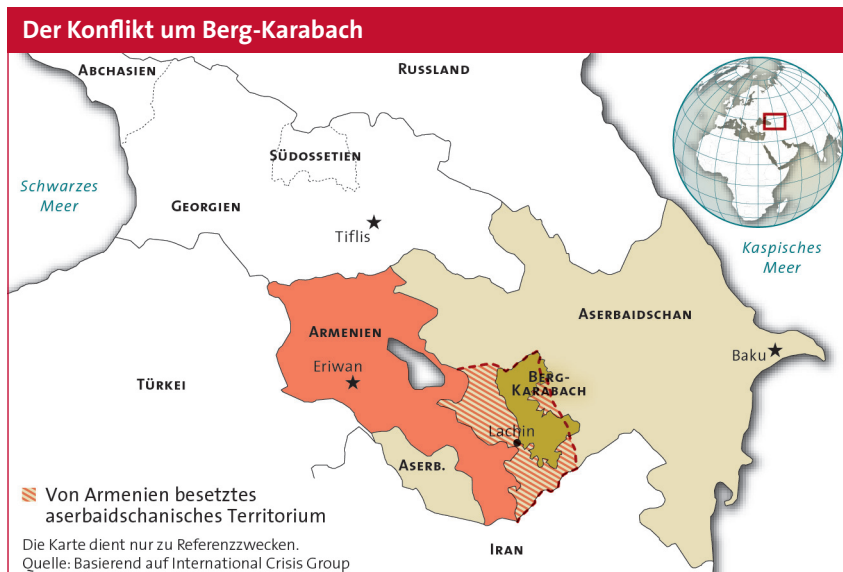 Der Konflikt um Berg-Karabach
Abchasien
Russland
Südossetien
Schwarzes
Meer
Georgien
Tiflis
Kaspisches
Meer
Aserbaidschan
Armenien
Eriwan
Baku
Türkei
Berg-
Karabach
Lachin
Aserb.
Von Armenien besetztes
aserbaidschanisches Territorium
Die Karte dient nur zu Referenzzwecken.
Iran
Quelle: Basierend auf International Crisis Group